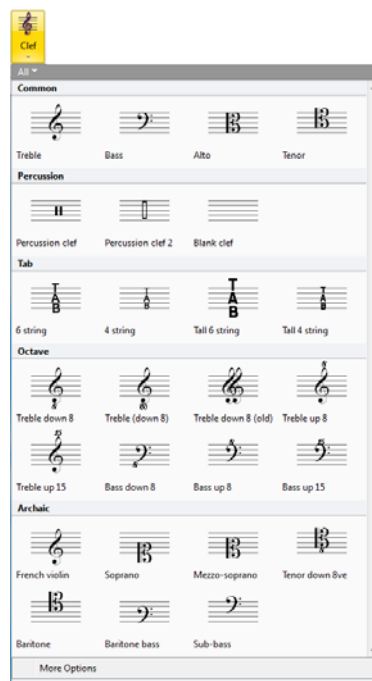 Clef
All
Common
Treble Bass Alto Tenor
Percussion
Percussion clef Percussion clef 2 Blank clef
Tab
6 string 4 string Tall 6 string Tall 4 string
Octave
Treble down 8 Treble (down 8) Treble down 8 (old) Treble up 8
Treble up 15 Bass down 8 Bass up 8 Bass up 15
Archaic
French violin Soprano Mezzo-soprano Tenor down 8ve
Baritone Baritone bass Sub-bass
More Options